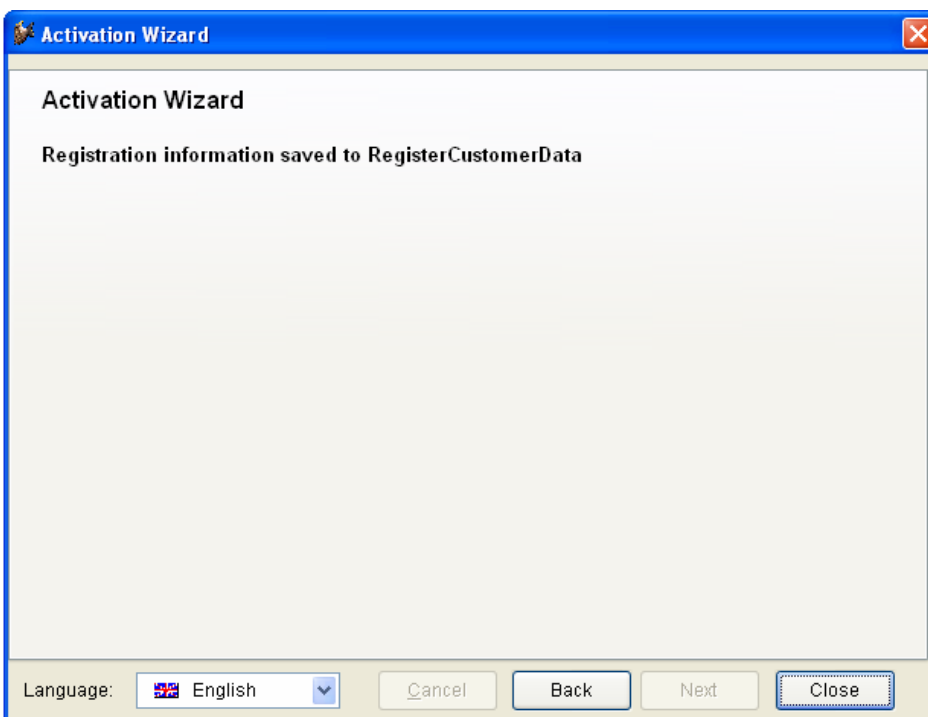 Activation Wizard
Activation Wizard
Registration information saved to RegisterCustomerData
Language: English Cancel Back Next Close